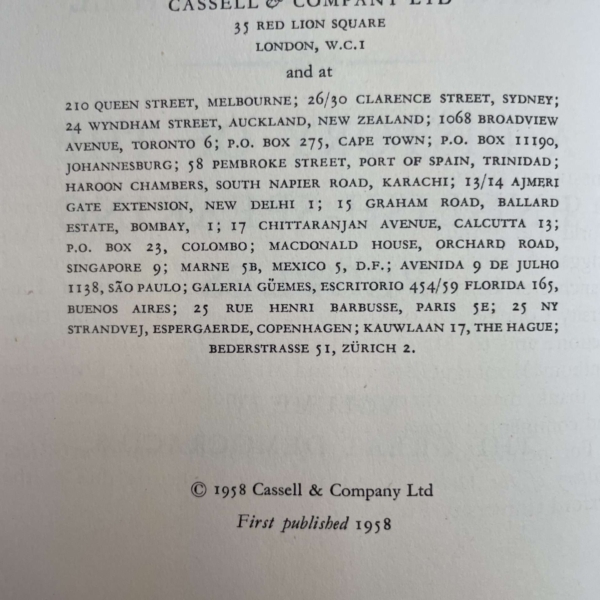 CASSELL & COMPANY LTD
35 RED LION SQUARE
LONDON, W.C.1
and at
210 QUEEN STREET, MELBOURNE; 26/30 CLARENCE STREET, SYDNEY;
24 WYNDHAM STREET, AUCKLAND, NEW ZEALAND; 1068 BROADVIEW
AVENUE, TORONTO 6; P.O. BOX 275, CAPE TOWN; P.O. BOX 11190,
JOHANNESBURG; 58 PEMBROKE STREET, PORT OF SPAIN, TRINIDAD;
HAROON CHAMBERS, SOUTH NAPIER ROAD, KARACHI; 13/14 AJMERI
GATE EXTENSION, NEW DELHI 1; 15 GRAHAM ROAD, BALLARD
ESTATE, BOMBAY, 1; 17 CHITTARANJAN AVENUE, CALCUTTA 13;
P.O. BOX 23, COLOMBO; MACDONALD HOUSE, ORCHARD ROAD,
SINGAPORE 9; MARNE 5B, MEXICO 5, D.F.; AVENIDA 9 DE JULHO
1138, SÃO PAULO; GALERIA GÜEMES, ESCRITORIO 454/59 FLORIDA 165,
BUENOS AIRES; 25 RUE HENRI BARBUSSE, PARIS 5E; 25 NY
STRANDVEJ, ESPERGAERDE, COPENHAGEN; KAUWLAAN 17, THE HAGUE;
BEDERSTRASSE 51, ZÜRICH 2.
© 1958 Cassell & Company Ltd
First published 1958